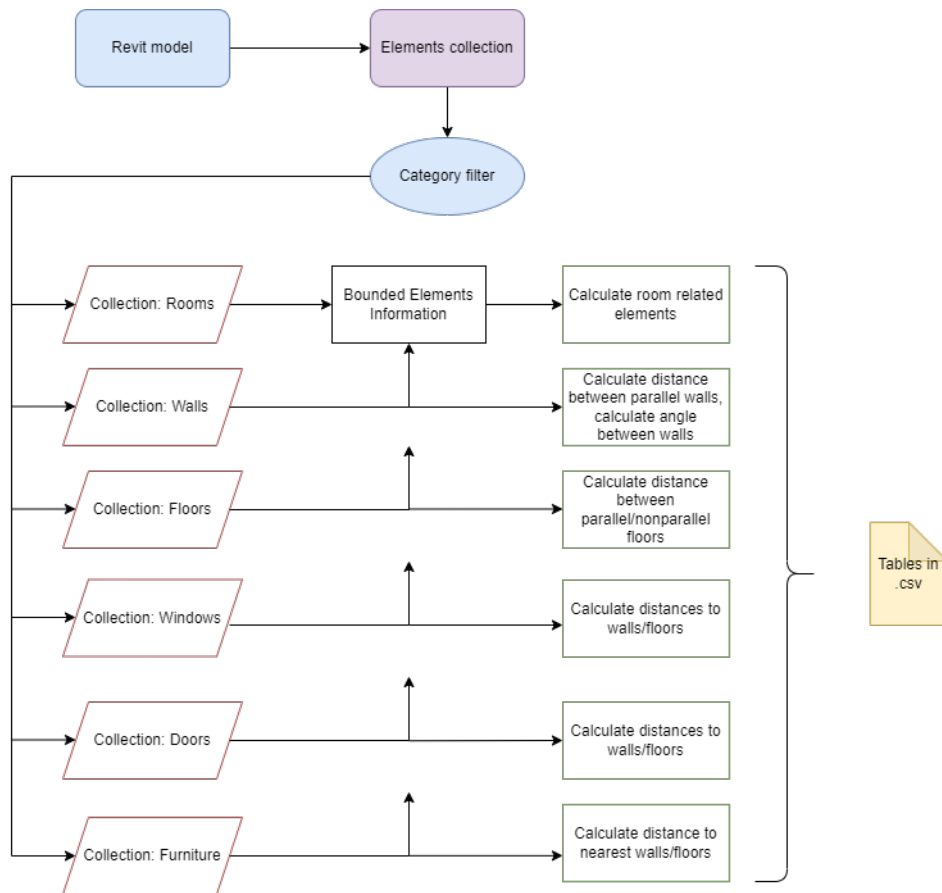 Revit model
Elements collection
Category filter
Collection: Rooms
Bounded Elements
Information
Calculate room related
elements
Collection: Walls
Calculate distance
between parallel walls,
calculate angle
between walls
Collection: Floors
Calculate distance
between
parallel/nonparallel
floors
Tables in
.csv
Collection: Windows
Calculate distances to
walls/floors
Collection: Doors
Calculate distances to
walls/floors
Collection: Furniture
Calculate distance to
nearest walls/floors